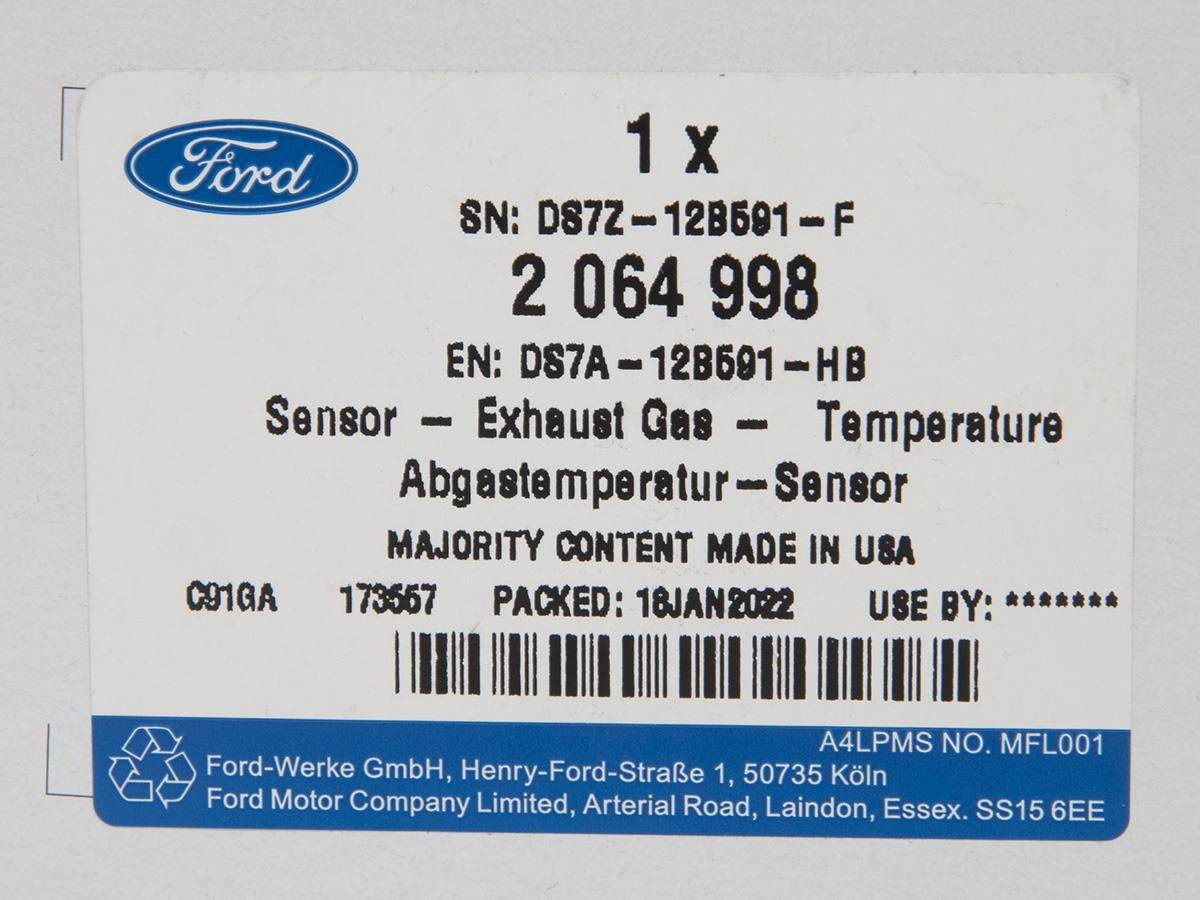 Ford
1 x
SN: DS7Z-12B591-F
2 064 998
EN: DS7A-12B591-HB
Sensor - Exhaust Gas - Temperature
Abgastemperatur-Sensor
MAJORITY CONTENT MADE IN USA
C91GA 173557 PACKED: 18JAN2022 USE BY: *******
A4LPMS NO. MFL001
Ford-Werke GmbH, Henry-Ford-Straße 1, 50735 Köln
Ford Motor Company Limited, Arterial Road, Laindon, Essex. SS15 6EE